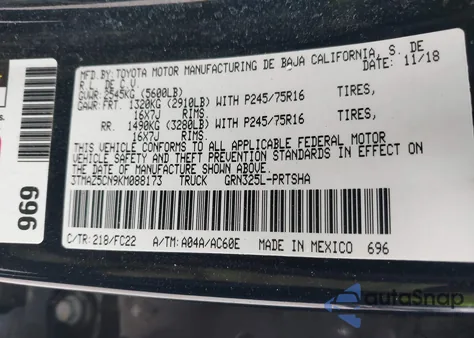 MFD.BY:TOYOTA MOTOR MANUFACTURING DE BAJA CALIFORNIA, S. DE
R.L. DE C.V. DATE: 11/18
GVWR 2545KG (5600LB)
GAWR: FRT. 1320KG (2910LB) WITH P245/75R16 TIRES,
16X7J RIMS.
RR. 1490KG (3280LB) WITH P245/75R16 TIRES,
16X7J RIMS.
THIS VEHICLE CONFORMS TO ALL APPLICABLE FEDERAL MOTOR
VEHICLE SAFETY AND THEFT PREVENTION STANDARDS IN EFFECT ON
THE DATE OF MANUFACTURE SHOWN ABOVE.
3TMAZ5CN9KM088173 TRUCK GRN325L-PRTSHA
C/TR: 218/FC22 A/TM: A04A/AC60E MADE IN MEXICO 696
969
autoSnap